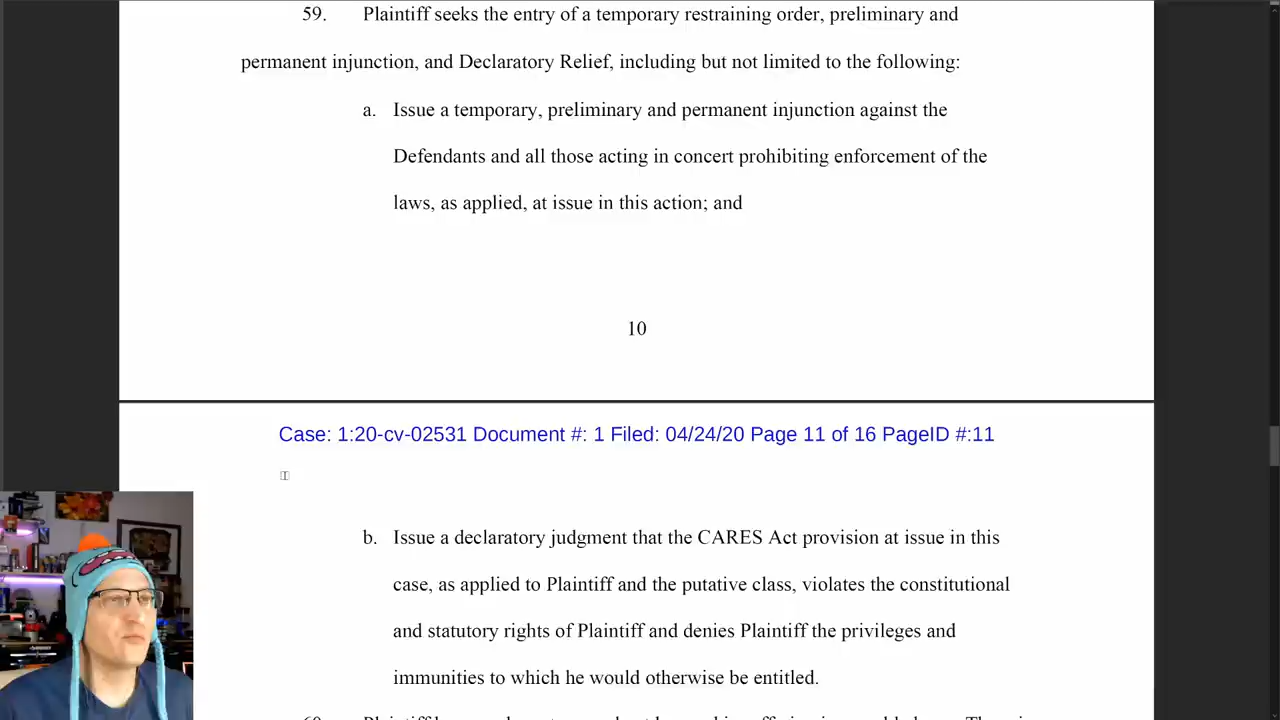 59. Plaintiff seeks the entry of a temporary restraining order, preliminary and
permanent injunction, and Declaratory Relief, including but not limited to the following:
a. Issue a temporary, preliminary and permanent injunction against the
Defendants and all those acting in concert prohibiting enforcement of the
laws, as applied, at issue in this action; and
10
Case: 1:20-cv-02531 Document #: 1 Filed: 04/24/20 Page 11 of 16 PageID #:11
b. Issue a declaratory judgment that the CARES Act provision at issue in this
case, as applied to Plaintiff and the putative class, violates the constitutional
and statutory rights of Plaintiff and denies Plaintiff the privileges and
immunities to which he would otherwise be entitled.